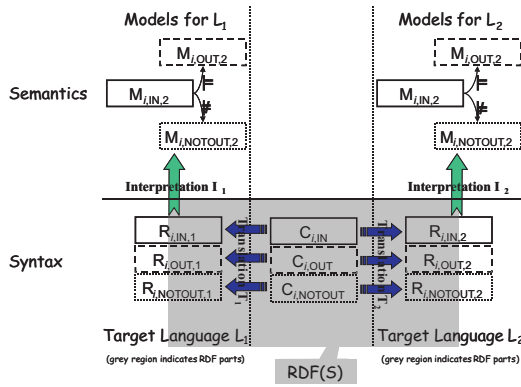 Models for L1
Models for L2
Mi,OUT,2
Mi,OUT,2
Semantics
Mi,IN,2
Mi,IN,2
⊨
⊨
⊭
⊭
Mi,NOTOUT,2
Mi,NOTOUT,2
Interpretation I1
Interpretation I2
Ri,IN,1
Ci,IN
Ri,IN,2
Syntax
Ri,OUT,1
Translation T1
Ci,OUT
Translation T2
Ri,OUT,2
Ri,NOTOUT,1
Ci,NOTOUT
Ri,NOTOUT,2
Target Language L1
Target Language L2
(grey region indicates RDF parts)
(grey region indicates RDF parts)
RDF(S)